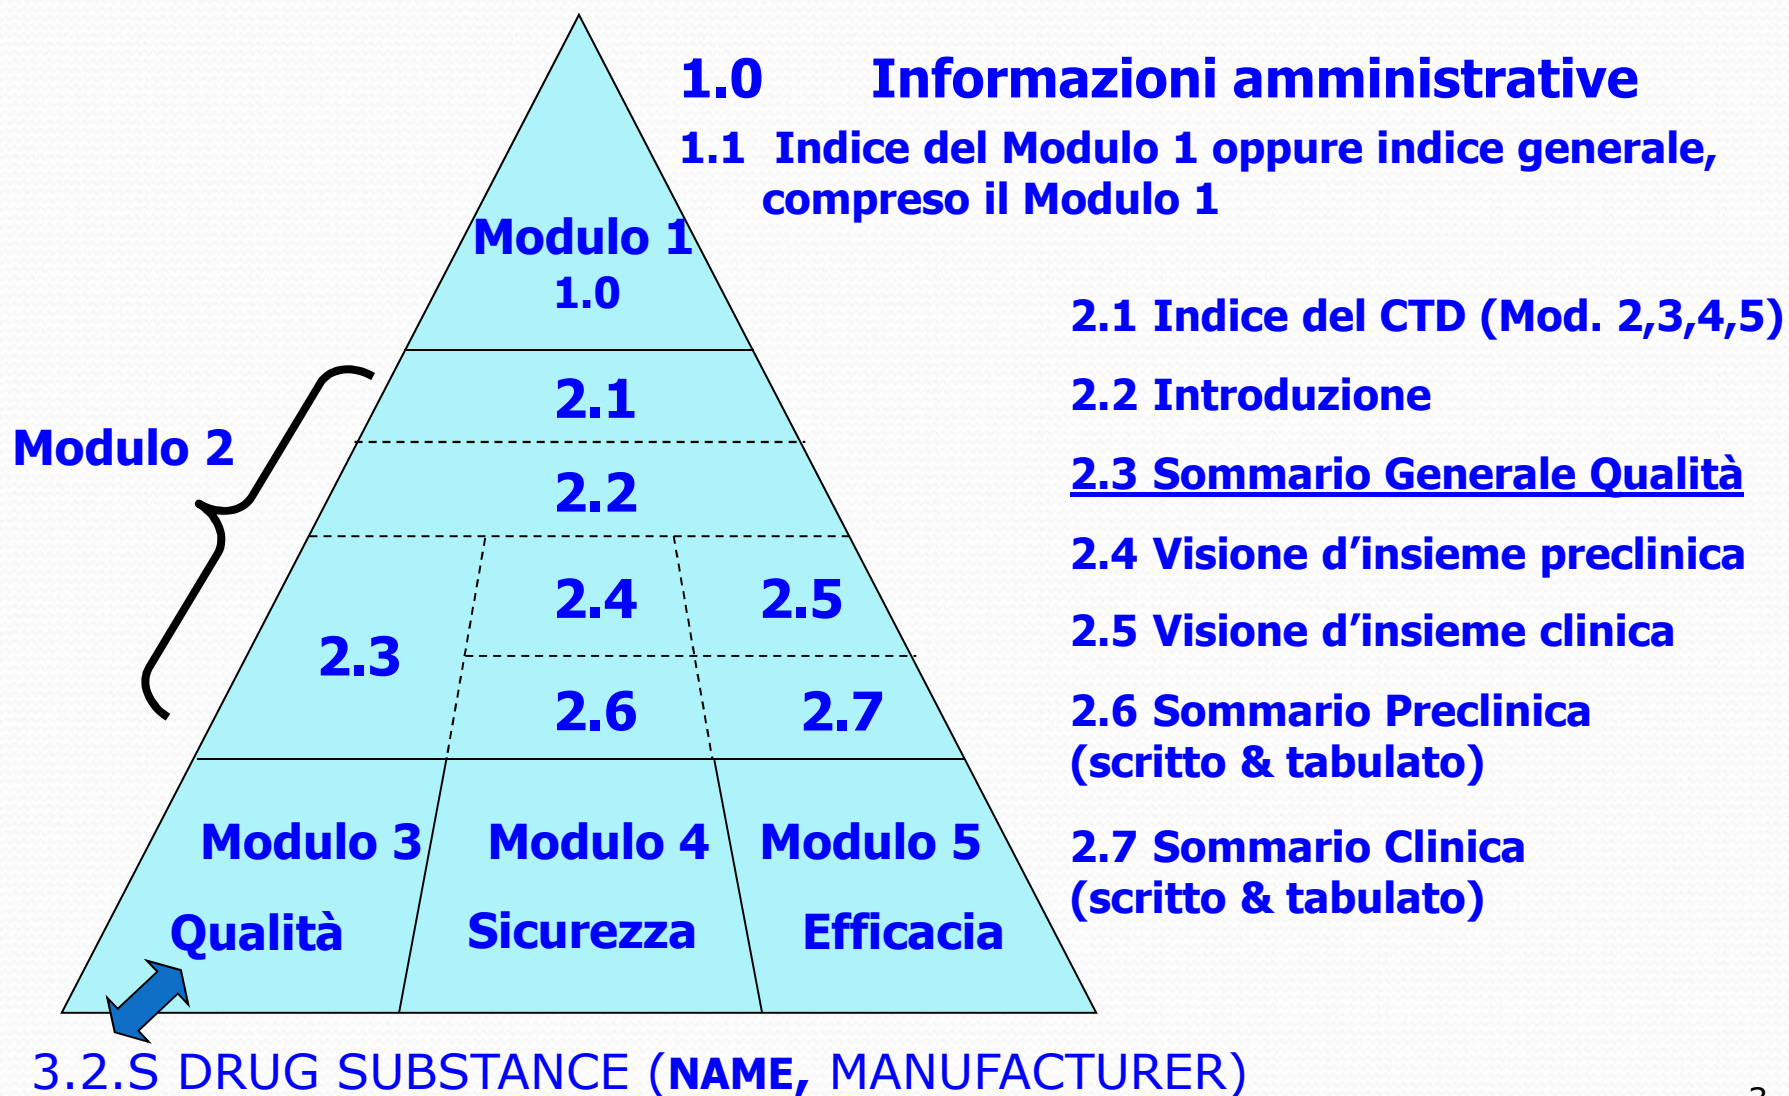 1.0 Informazioni amministrative
1.1 Indice del Modulo 1 oppure indice generale,
compreso il Modulo 1
Modulo 1
1.0
2.1 Indice del CTD (Mod. 2,3,4,5)
2.1
2.2 Introduzione
Modulo 2
2.3 Sommario Generale Qualità
2.2
2.4 Visione d’insieme preclinica
2.4
2.5
2.5 Visione d’insieme clinica
2.3
2.6
2.7
2.6 Sommario Preclinica
(scritto & tabulato)
Modulo 3
Modulo 4
Modulo 5
2.7 Sommario Clinica
(scritto & tabulato)
Qualità
Sicurezza
Efficacia
3.2.S DRUG SUBSTANCE (NAME, MANUFACTURER)